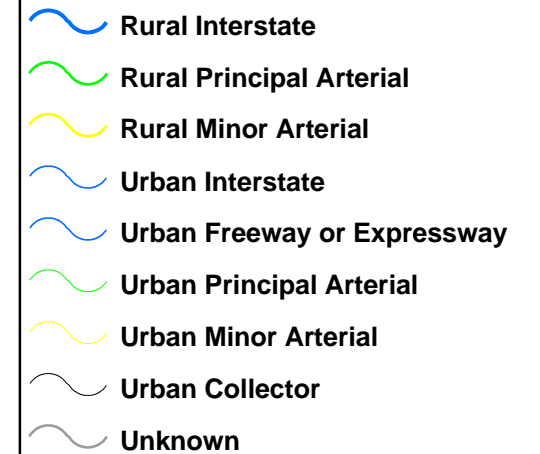 Rural Interstate
Rural Principal Arterial
Rural Minor Arterial
Urban Interstate
Urban Freeway or Expressway
Urban Principal Arterial
Urban Minor Arterial
Urban Collector
Unknown